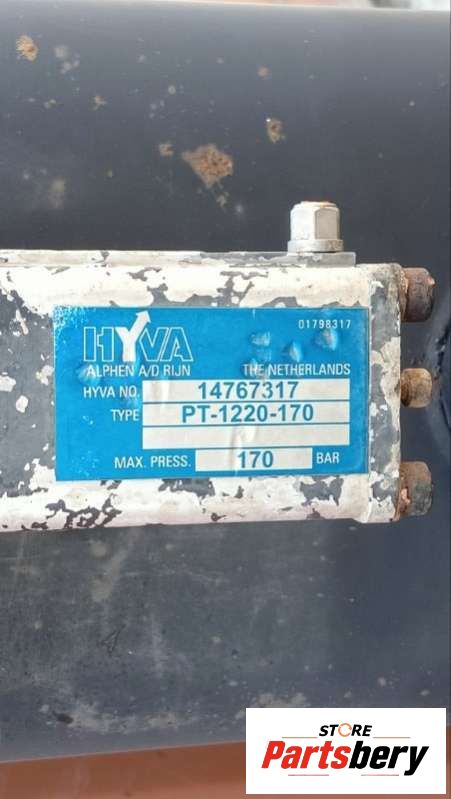 HYVA
01798317
ALPHEN A/D RIJN THE NETHERLANDS
HYVA NO. 14767317
TYPE PT-1220-170
MAX. PRESS. 170 BAR
STORE
Partsbery